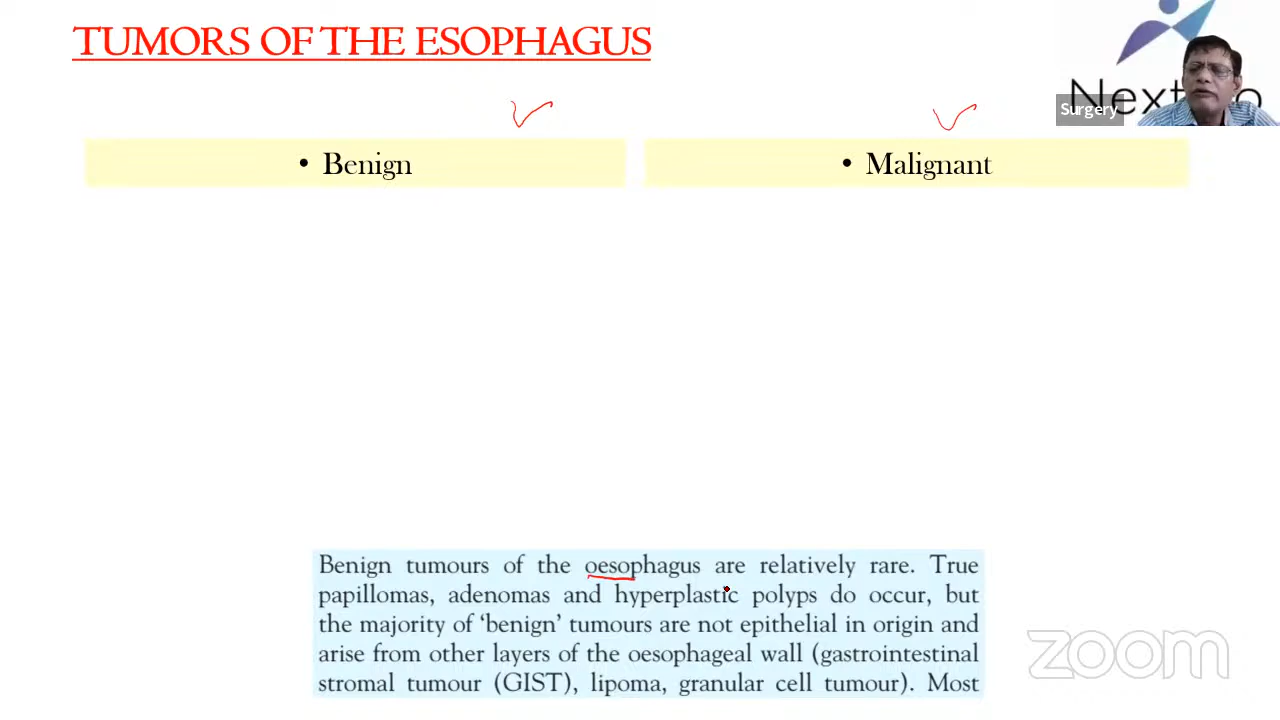 TUMORS OF THE ESOPHAGUS
Next
Surgery
• Benign
• Malignant
Benign tumours of the oesophagus are relatively rare. True
papillomas, adenomas and hyperplastic polyps do occur, but
the majority of ‘benign’ tumours are not epithelial in origin and
arise from other layers of the oesophageal wall (gastrointestinal
stromal tumour (GIST), lipoma, granular cell tumour). Most
zoom